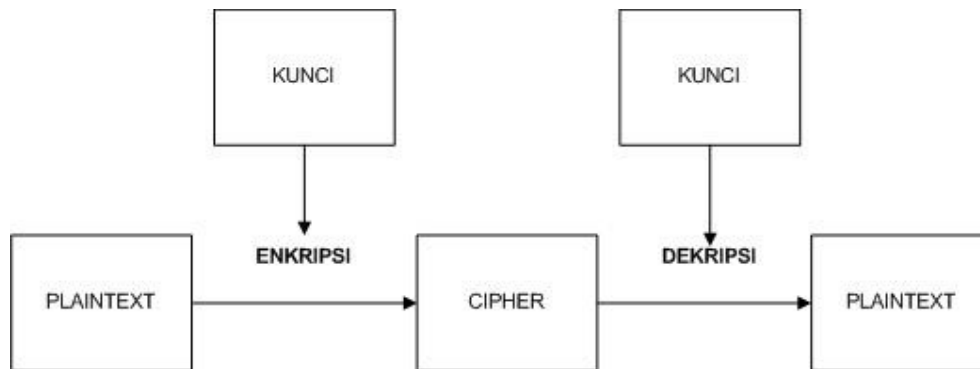 KUNCI
KUNCI
ENKRIPSI
DEKRIPSI
PLAINTEXT
CIPHER
PLAINTEXT